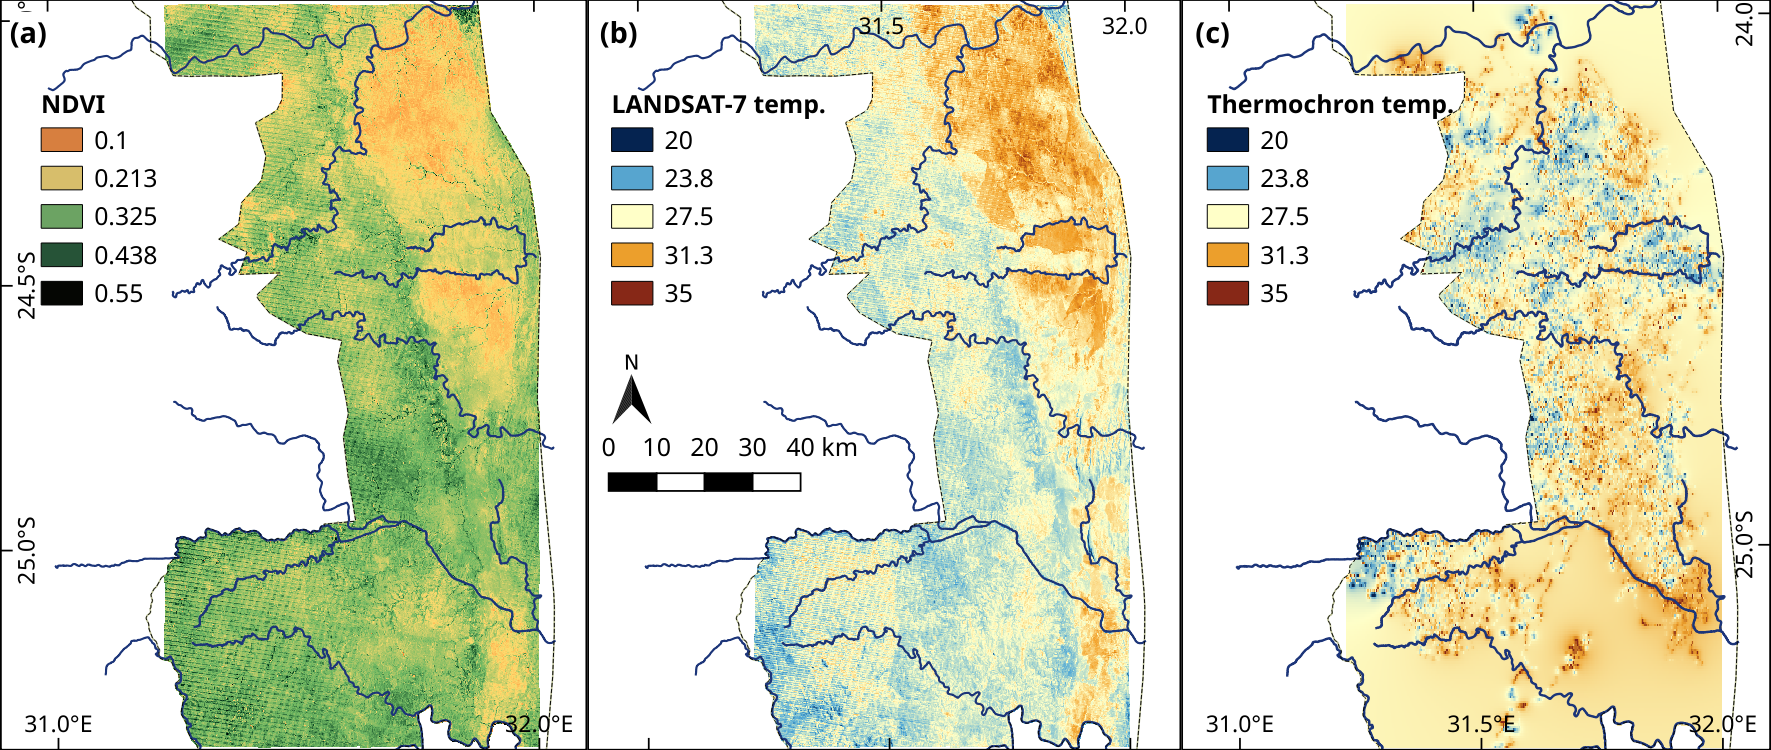 (a)
NDVI
0.1
0.213
0.325
0.438
0.55
24.5°S
25.0°S
31.0°E
32.0°E
(b)
31.5
32.0
LANDSAT-7 temp.
20
23.8
27.5
31.3
35
N
0 10 20 30 40 km
(c)
24.0
Thermochron temp.
20
23.8
27.5
31.3
35
25.0°S
31.0°E
31.5°E
32.0°E